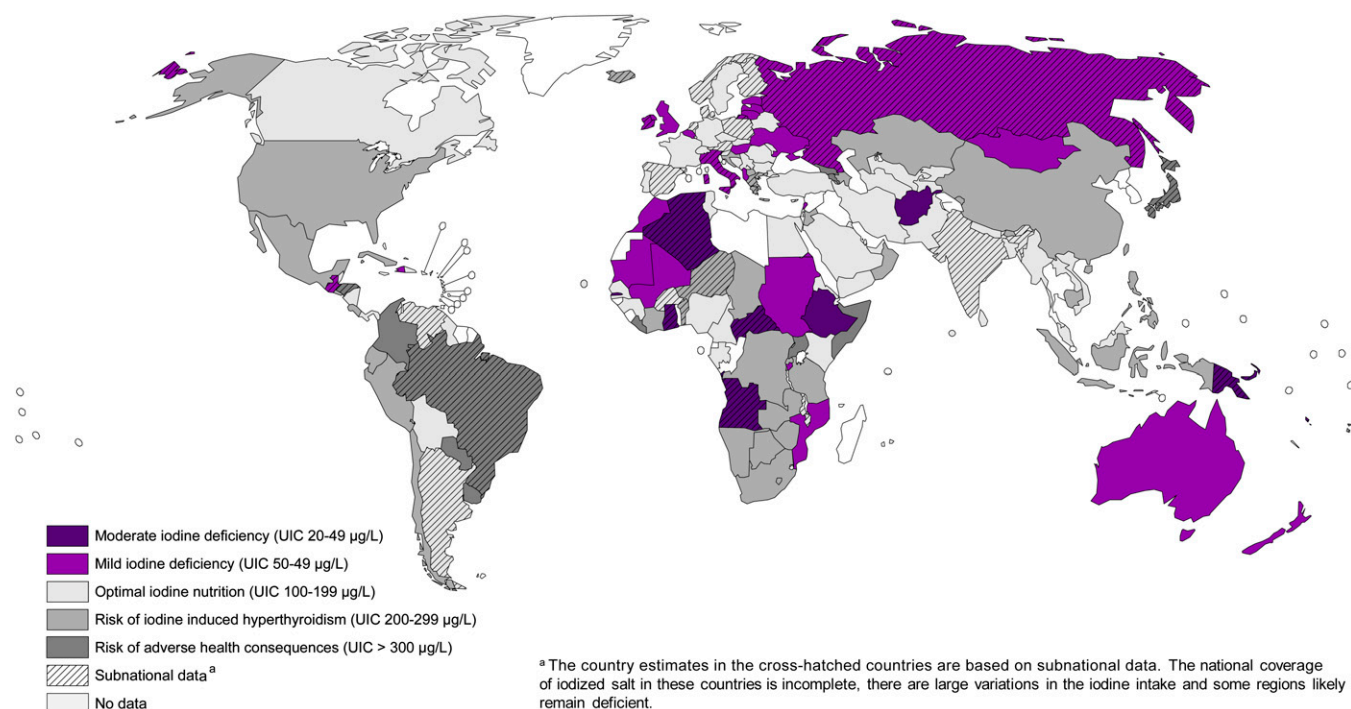 Moderate iodine deficiency (UIC 20-49 µg/L)
Mild iodine deficiency (UIC 50-49 µg/L)
Optimal iodine nutrition (UIC 100-199 µg/L)
Risk of iodine induced hyperthyroidism (UIC 200-299 µg/L)
Risk of adverse health consequences (UIC > 300 µg/L)
Subnational dataa a
No data
a The country estimates in the cross-hatched countries are based on subnational data. The national coverage
of iodized salt in these countries is incomplete, there are large variations in the iodine intake and some regions likely
remain deficient.